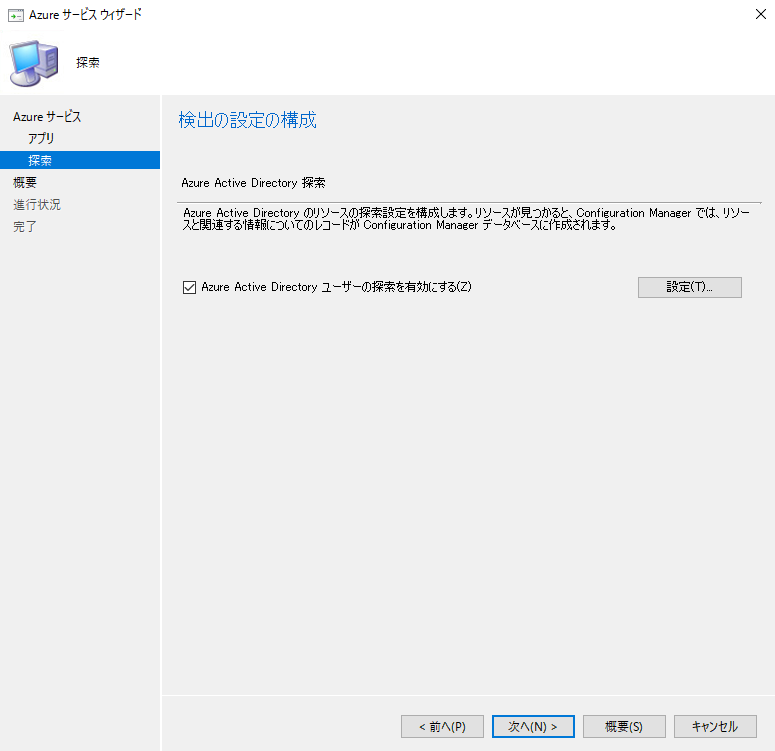 Azure サービス ウィザード
探索
Azure サービス
アプリ
探索
概要
進行状況
完了
検出の設定の構成
Azure Active Directory 探索
Azure Active Directory のリソースの探索設定を構成します。リソースが見つかると、Configuration Manager では、リソー
スと関連する情報についてのレコードが Configuration Manager データベースに作成されます。
Azure Active Directory ユーザーの探索を有効にする(Z)
設定(T)...
< 前へ(P)
次へ(N) >
概要(S)
キャンセル